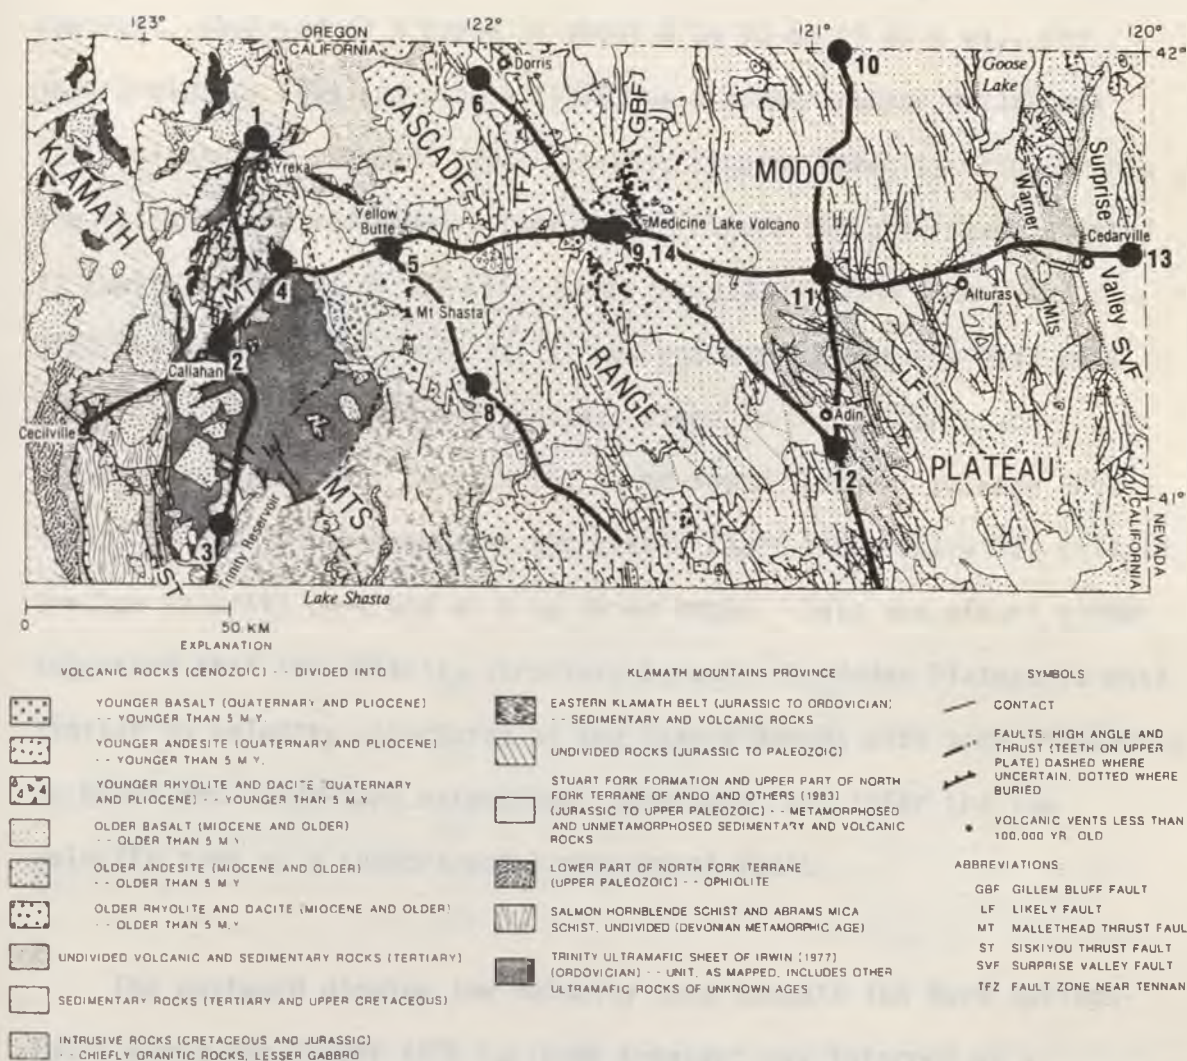 123°
122°
121°
120°
OREGON
CALIFORNIA
42°
Dorris
Goose
Lake
10
6
GBF
1
KLAMATH
CASCADE
TFZ
MODOC
Surprise
Yreka
Warner
Yellow
Butte
Medicine Lake Volcano
Cedarville
9,14
13
5
4
MT
11
Alturas
Mt Shasta
Valley
SVF
Mts
2
Callahan
8
RANGE
LF
Cecilville
Adin
12
PLATEAU
MTS
41°
3
Trinity Reservoir
ST
CALIFORNIA
NEVADA
Lake Shasta
0 50 KM
EXPLANATION
VOLCANIC ROCKS (CENOZOIC) -- DIVIDED INTO
YOUNGER BASALT (QUATERNARY AND PLIOCENE)
-- YOUNGER THAN 5 M.Y.
YOUNGER ANDESITE (QUATERNARY AND PLIOCENE)
-- YOUNGER THAN 5 M.Y.
YOUNGER RHYOLITE AND DACITE (QUATERNARY
AND PLIOCENE) -- YOUNGER THAN 5 M.Y.
OLDER BASALT (MIOCENE AND OLDER)
-- OLDER THAN 5 M.Y.
OLDER ANDESITE (MIOCENE AND OLDER)
-- OLDER THAN 5 M.Y.
OLDER RHYOLITE AND DACITE (MIOCENE AND OLDER)
-- OLDER THAN 5 M.Y.
UNDIVIDED VOLCANIC AND SEDIMENTARY ROCKS (TERTIARY)
SEDIMENTARY ROCKS (TERTIARY AND UPPER CRETACEOUS)
INTRUSIVE ROCKS (CRETACEOUS AND JURASSIC)
-- CHIEFLY GRANITIC ROCKS, LESSER GABBRO
KLAMATH MOUNTAINS PROVINCE
EASTERN KLAMATH BELT (JURASSIC TO ORDOVICIAN)
-- SEDIMENTARY AND VOLCANIC ROCKS
UNDIVIDED ROCKS (JURASSIC TO PALEOZOIC)
STUART FORK FORMATION AND UPPER PART OF NORTH
FORK TERRANE OF ANDO AND OTHERS (1983)
(JURASSIC TO UPPER PALEOZOIC) -- METAMORPHOSED
AND UNMETAMORPHOSED SEDIMENTARY AND VOLCANIC
ROCKS
LOWER PART OF NORTH FORK TERRANE
(UPPER PALEOZOIC) -- OPHIOLITE
SALMON HORNBLENDE SCHIST AND ABRAMS MICA
SCHIST, UNDIVIDED (DEVONIAN METAMORPHIC AGE)
TRINITY ULTRAMAFIC SHEET OF IRWIN (1977)
(ORDOVICIAN) -- UNIT, AS MAPPED, INCLUDES OTHER
ULTRAMAFIC ROCKS OF UNKNOWN AGES
SYMBOLS
CONTACT
FAULTS, HIGH ANGLE AND
THRUST (TEETH ON UPPER
PLATE) DASHED WHERE
UNCERTAIN, DOTTED WHERE
BURIED
VOLCANIC VENTS LESS THAN
100,000 YR. OLD
ABBREVIATIONS
GBF GILLEM BLUFF FAULT
LF LIKELY FAULT
MT MALLETHEAD THRUST FAUL
ST SISKIYOU THRUST FAULT
SVF SURPRISE VALLEY FAULT
TFZ FAULT ZONE NEAR TENNAN